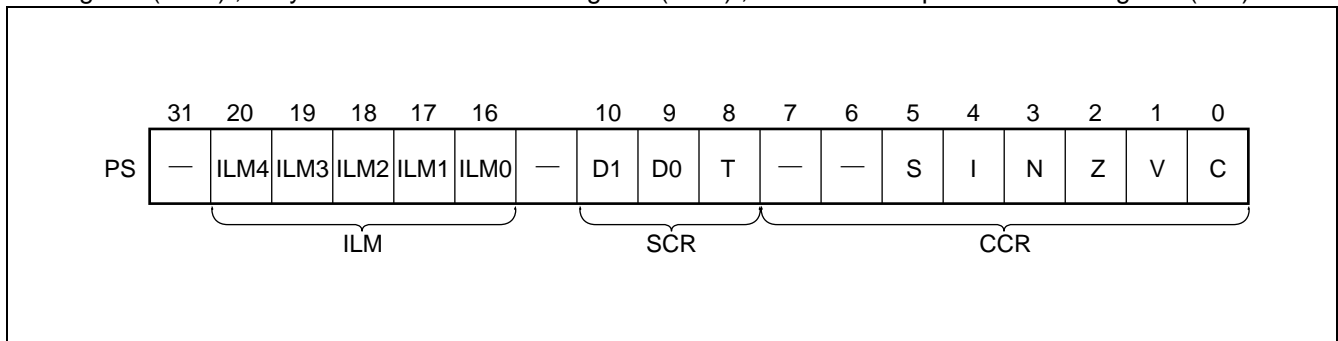 31 20 19 18 17 16 10 9 8 7 6 5 4 3 2 1 0
PS — ILM4 ILM3 ILM2 ILM1 ILM0 — D1 D0 T — — S I N Z V C
ILM SCR CCR